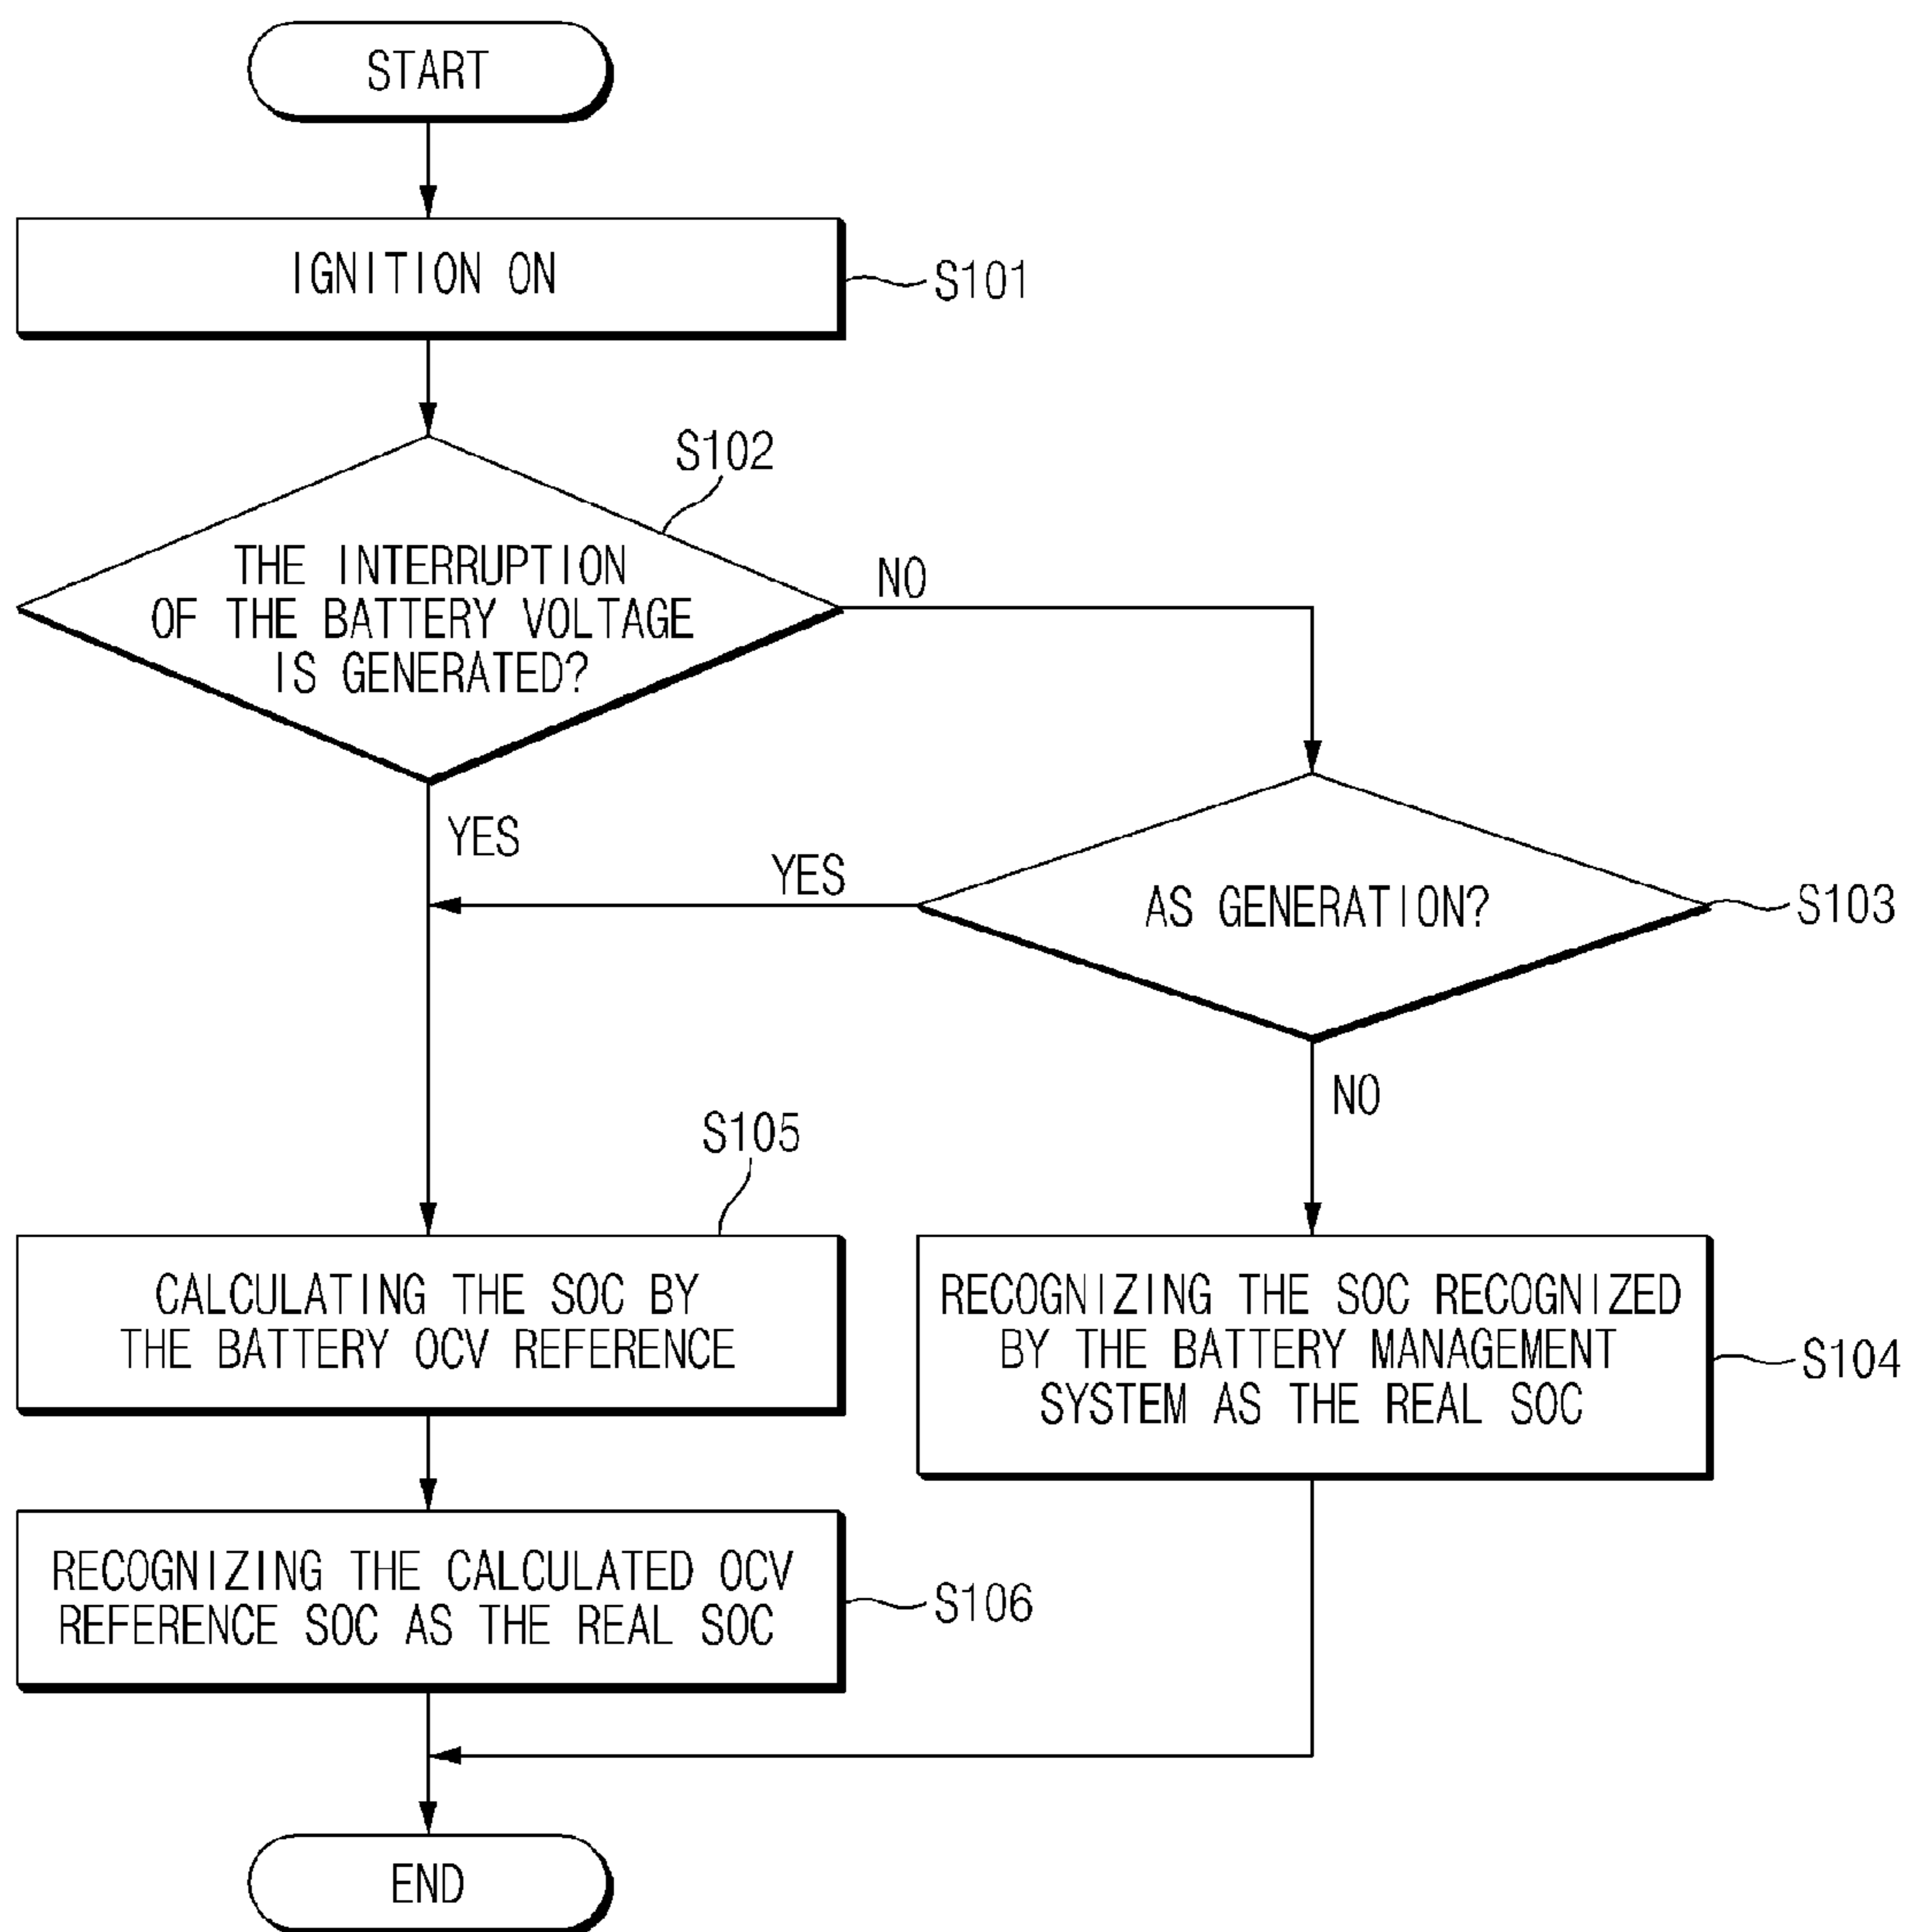 START
IGNITION ON
S101
S102
THE INTERRUPTION
OF THE BATTERY VOLTAGE
IS GENERATED?
NO
YES
YES
AS GENERATION?
S103
NO
S105
CALCULATING THE SOC BY
THE BATTERY OCV REFERENCE
RECOGNIZING THE SOC RECOGNIZED
BY THE BATTERY MANAGEMENT
SYSTEM AS THE REAL SOC
S104
RECOGNIZING THE CALCULATED OCV
REFERENCE SOC AS THE REAL SOC
S106
END